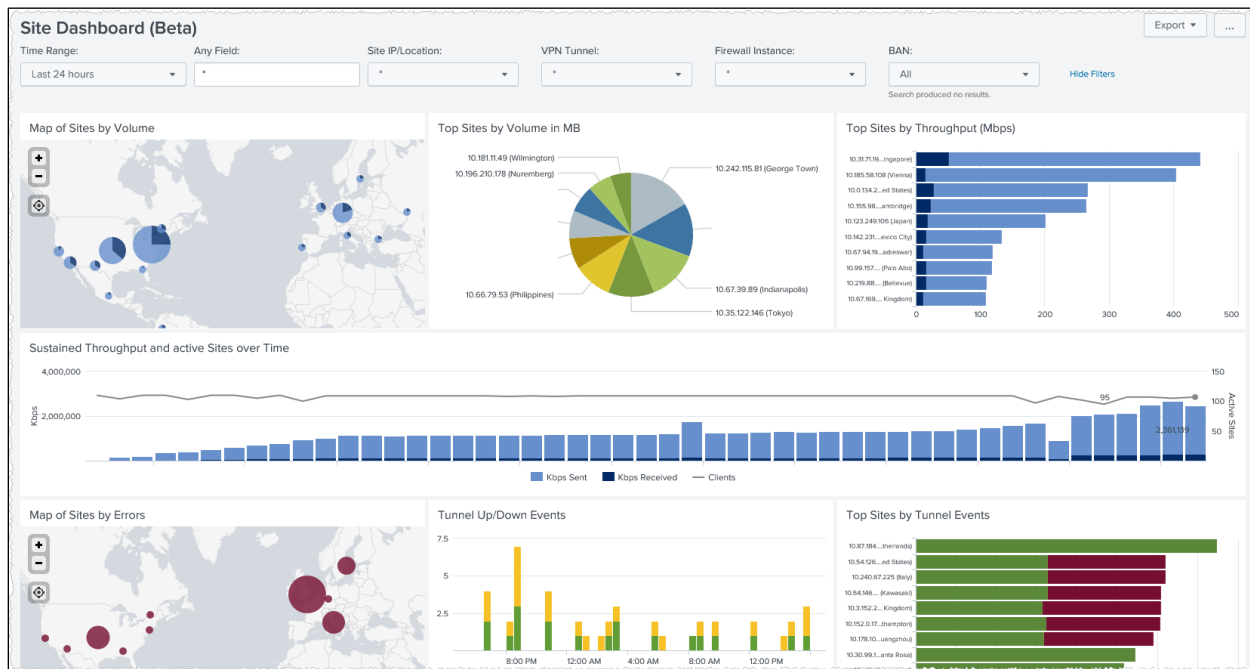 Site Dashboard (Beta)
Export
...
Time Range:
Any Field:
Site IP/Location:
VPN Tunnel:
Firewall Instance:
BAN:
Last 24 hours
*
*
*
*
All
Hide Filters
Search produced no results.
Map of Sites by Volume
+
−
Top Sites by Volume in MB
10.181.11.49 (Wilmington)
10.196.210.178 (Nuremberg)
10.66.79.53 (Philippines)
10.242.115.81 (George Town)
10.67.39.89 (Indianapolis)
10.35.122.146 (Tokyo)
Top Sites by Throughput (Mbps)
10.31.71.19...ingapore)
10.185.58.108 (Vienna)
10.0.134.2...ed States)
10.155.98...ambridge)
10.123.249.106 (Japan)
10.142.231...exico City)
10.67.94.19...adreswar)
10.99.157.... (Palo Alto)
10.219.88.... (Bellevue)
10.67.169.... Kingdom)
0 100 200 300 400 500
Sustained Throughput and active Sites over Time
4,000,000
2,000,000
Kbps
150
100
50
Active Sites
95
2,361,139
Kbps Sent Kbps Received Clients
Map of Sites by Errors
+
−
Tunnel Up/Down Events
7.5
5
2.5
8:00 PM 12:00 AM 4:00 AM 8:00 AM 12:00 PM
Top Sites by Tunnel Events
10.87.184....therlands)
10.54.126....ed States)
10.240.67.225 (Italy)
10.54.146.... (Kawasaki)
10.3.152.2... Kingdom)
10.152.0.17...thampton)
10.178.10...uangzhou)
10.30.99.1...anta Rosa)